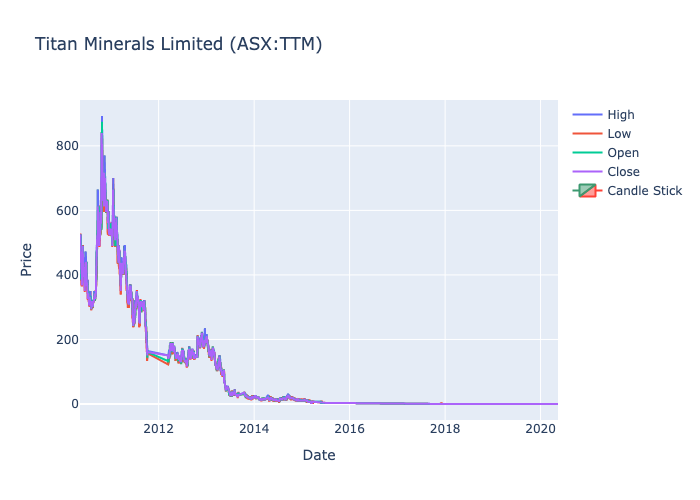 Titan Minerals Limited (ASX:TTM)
High
Low
Open
Close
Candle Stick
800
600
400
200
0
Price
2012
2014
2016
2018
2020
Date